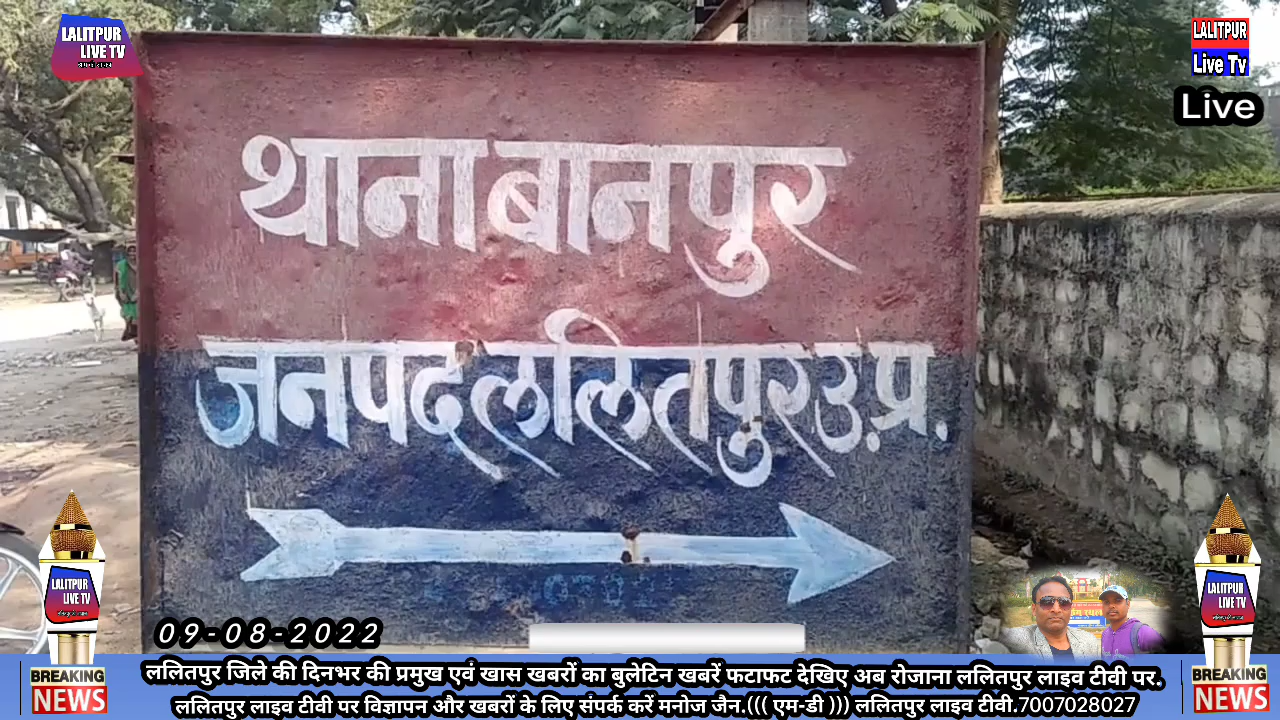 LALITPUR
LIVE TV
LALITPUR
Live Tv
Live
थाना बानपुर
जनपद ललितपुर उ.प्र.
09-08-2022
LALITPUR
LIVE TV
LALITPUR
LIVE TV
BREAKING
NEWS
ललितपुर जिले की दिनभर की प्रमुख एवं खास खबरों का बुलेटिन खबरें फटाफट देखिए अब रोजाना ललितपुर लाइव टीवी पर.
ललितपुर लाइव टीवी पर विज्ञापन और खबरों के लिए संपर्क करें मनोज जैन.((( एम-डी ))) ललितपुर लाइव टीवी.7007028027
BREAKING
NEWS